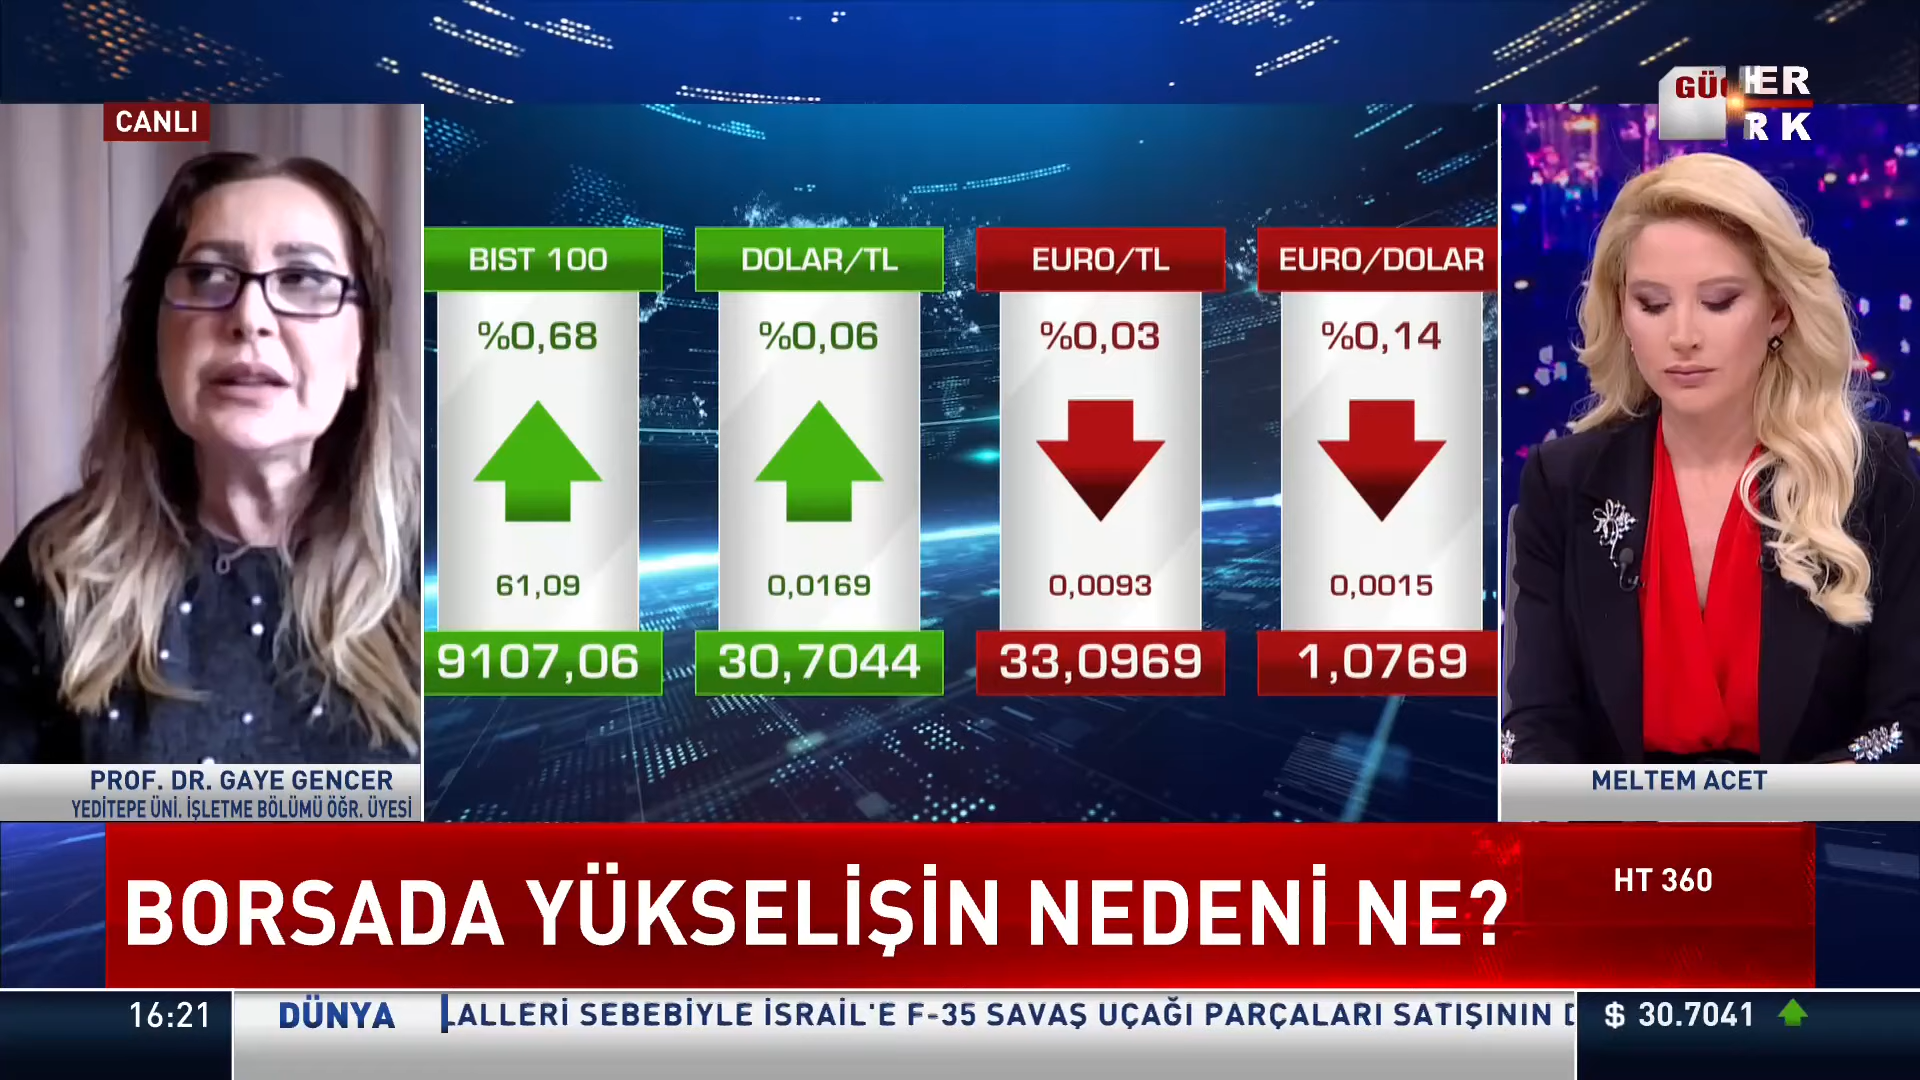 CANLI
BIST 100
%0,68
61,09
9107,06
DOLAR/TL
%0,06
0,0169
30,7044
EURO/TL
%0,03
0,0093
33,0969
EURO/DOLAR
%0,14
0,0015
1,0769
PROF. DR. GAYE GENCER
YEDİTEPE ÜNİ. İŞLETME BÖLÜMÜ ÖĞR. ÜYESİ
MELTEM ACET
BORSADA YÜKSELİŞİN NEDENİ NE?
HT 360
16:21
DÜNYA
LALLERİ SEBEBİYLE İSRAİL'E F-35 SAVAŞ UÇAĞI PARÇALARI SATIŞININ
$ 30.7041